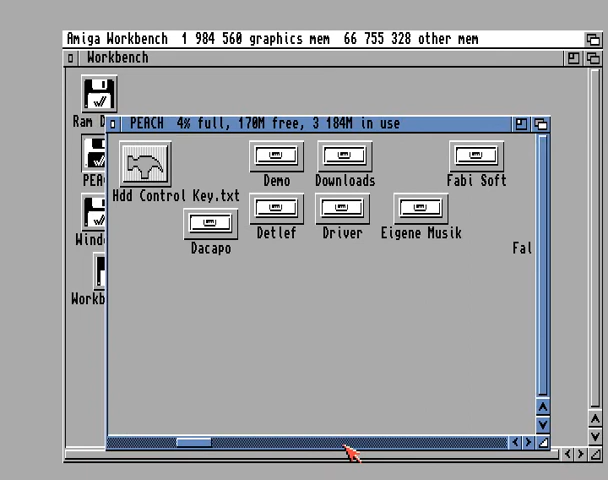 Amiga Workbench 1 984 560 graphics mem 66 755 328 other mem
Workbench
Ram D
PEACH 4% full, 170M free, 3 184M in use
PEA
Demo
Downloads
Fabi Soft
Hdd Control Key.txt
Wind
Detlef
Driver
Eigene Musik
Dacapo
Fal
Workb